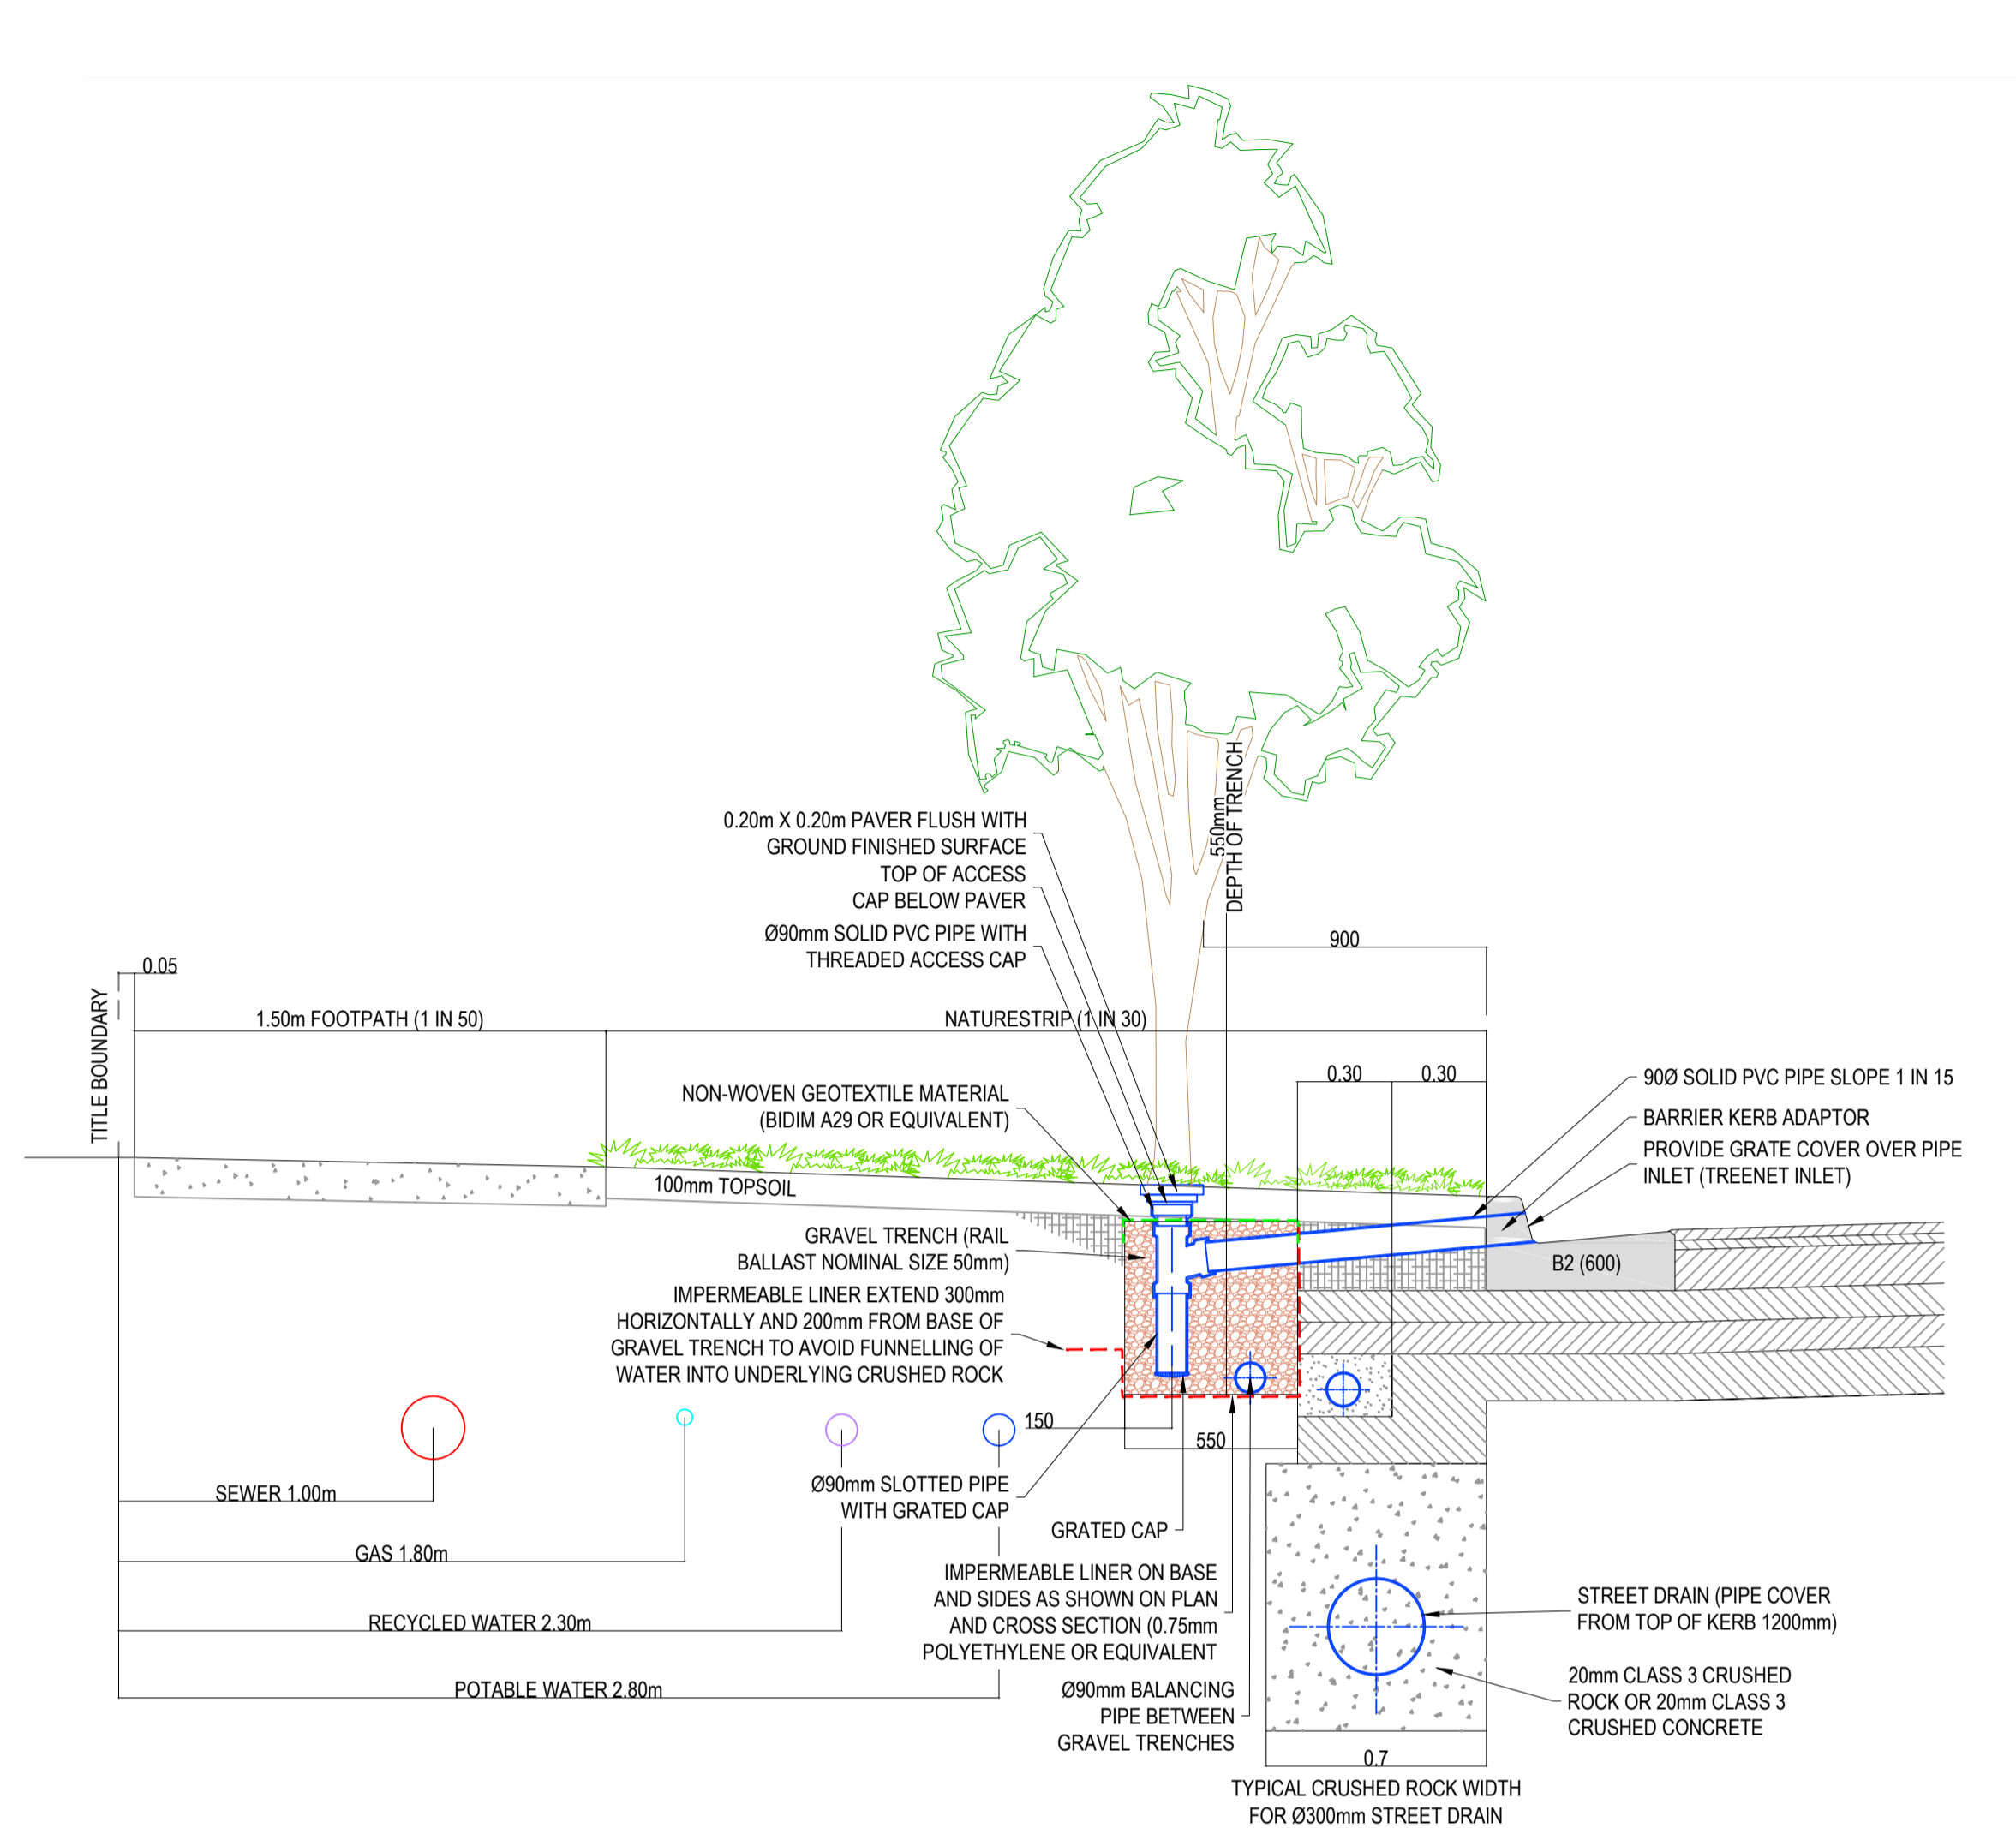 550mm
DEPTH OF TRENCH
0.20m X 0.20m PAVER FLUSH WITH
GROUND FINISHED SURFACE
TOP OF ACCESS
CAP BELOW PAVER
Ø90mm SOLID PVC PIPE WITH
THREADED ACCESS CAP
900
0.05
TITLE BOUNDARY
1.50m FOOTPATH (1 IN 50)
NATURESTRIP (1 IN 30)
0.30
0.30
NON-WOVEN GEOTEXTILE MATERIAL
(BIDIM A29 OR EQUIVALENT)
90Ø SOLID PVC PIPE SLOPE 1 IN 15
BARRIER KERB ADAPTOR
PROVIDE GRATE COVER OVER PIPE
INLET (TREENET INLET)
100mm TOPSOIL
GRAVEL TRENCH (RAIL
BALLAST NOMINAL SIZE 50mm)
B2 (600)
IMPERMEABLE LINER EXTEND 300mm
HORIZONTALLY AND 200mm FROM BASE OF
GRAVEL TRENCH TO AVOID FUNNELLING OF
WATER INTO UNDERLYING CRUSHED ROCK
150
550
SEWER 1.00m
Ø90mm SLOTTED PIPE
WITH GRATED CAP
GRATED CAP
GAS 1.80m
IMPERMEABLE LINER ON BASE
AND SIDES AS SHOWN ON PLAN
AND CROSS SECTION (0.75mm
POLYETHYLENE OR EQUIVALENT
RECYCLED WATER 2.30m
STREET DRAIN (PIPE COVER
FROM TOP OF KERB 1200mm)
POTABLE WATER 2.80m
Ø90mm BALANCING
PIPE BETWEEN
GRAVEL TRENCHES
20mm CLASS 3 CRUSHED
ROCK OR 20mm CLASS 3
CRUSHED CONCRETE
0.7
TYPICAL CRUSHED ROCK WIDTH
FOR Ø300mm STREET DRAIN